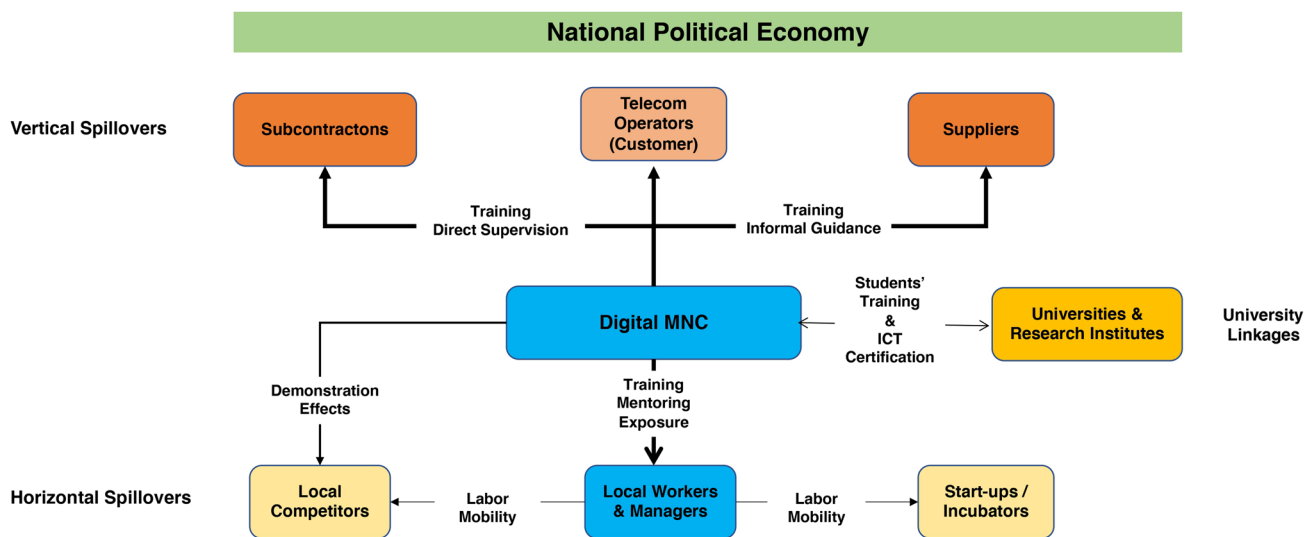 National Political Economy
Vertical Spillovers
Subcontractons
Telecom
Operators
(Customer)
Suppliers
Training
Direct Supervision
Training
Informal Guidance
Digital MNC
Students'
Training
&
ICT
Certification
Universities &
Research Institutes
University
Linkages
Demonstration
Effects
Training
Mentoring
Exposure
Horizontal Spillovers
Local
Competitors
Labor
Mobility
Local Workers
& Managers
Labor
Mobility
Start-ups /
Incubators